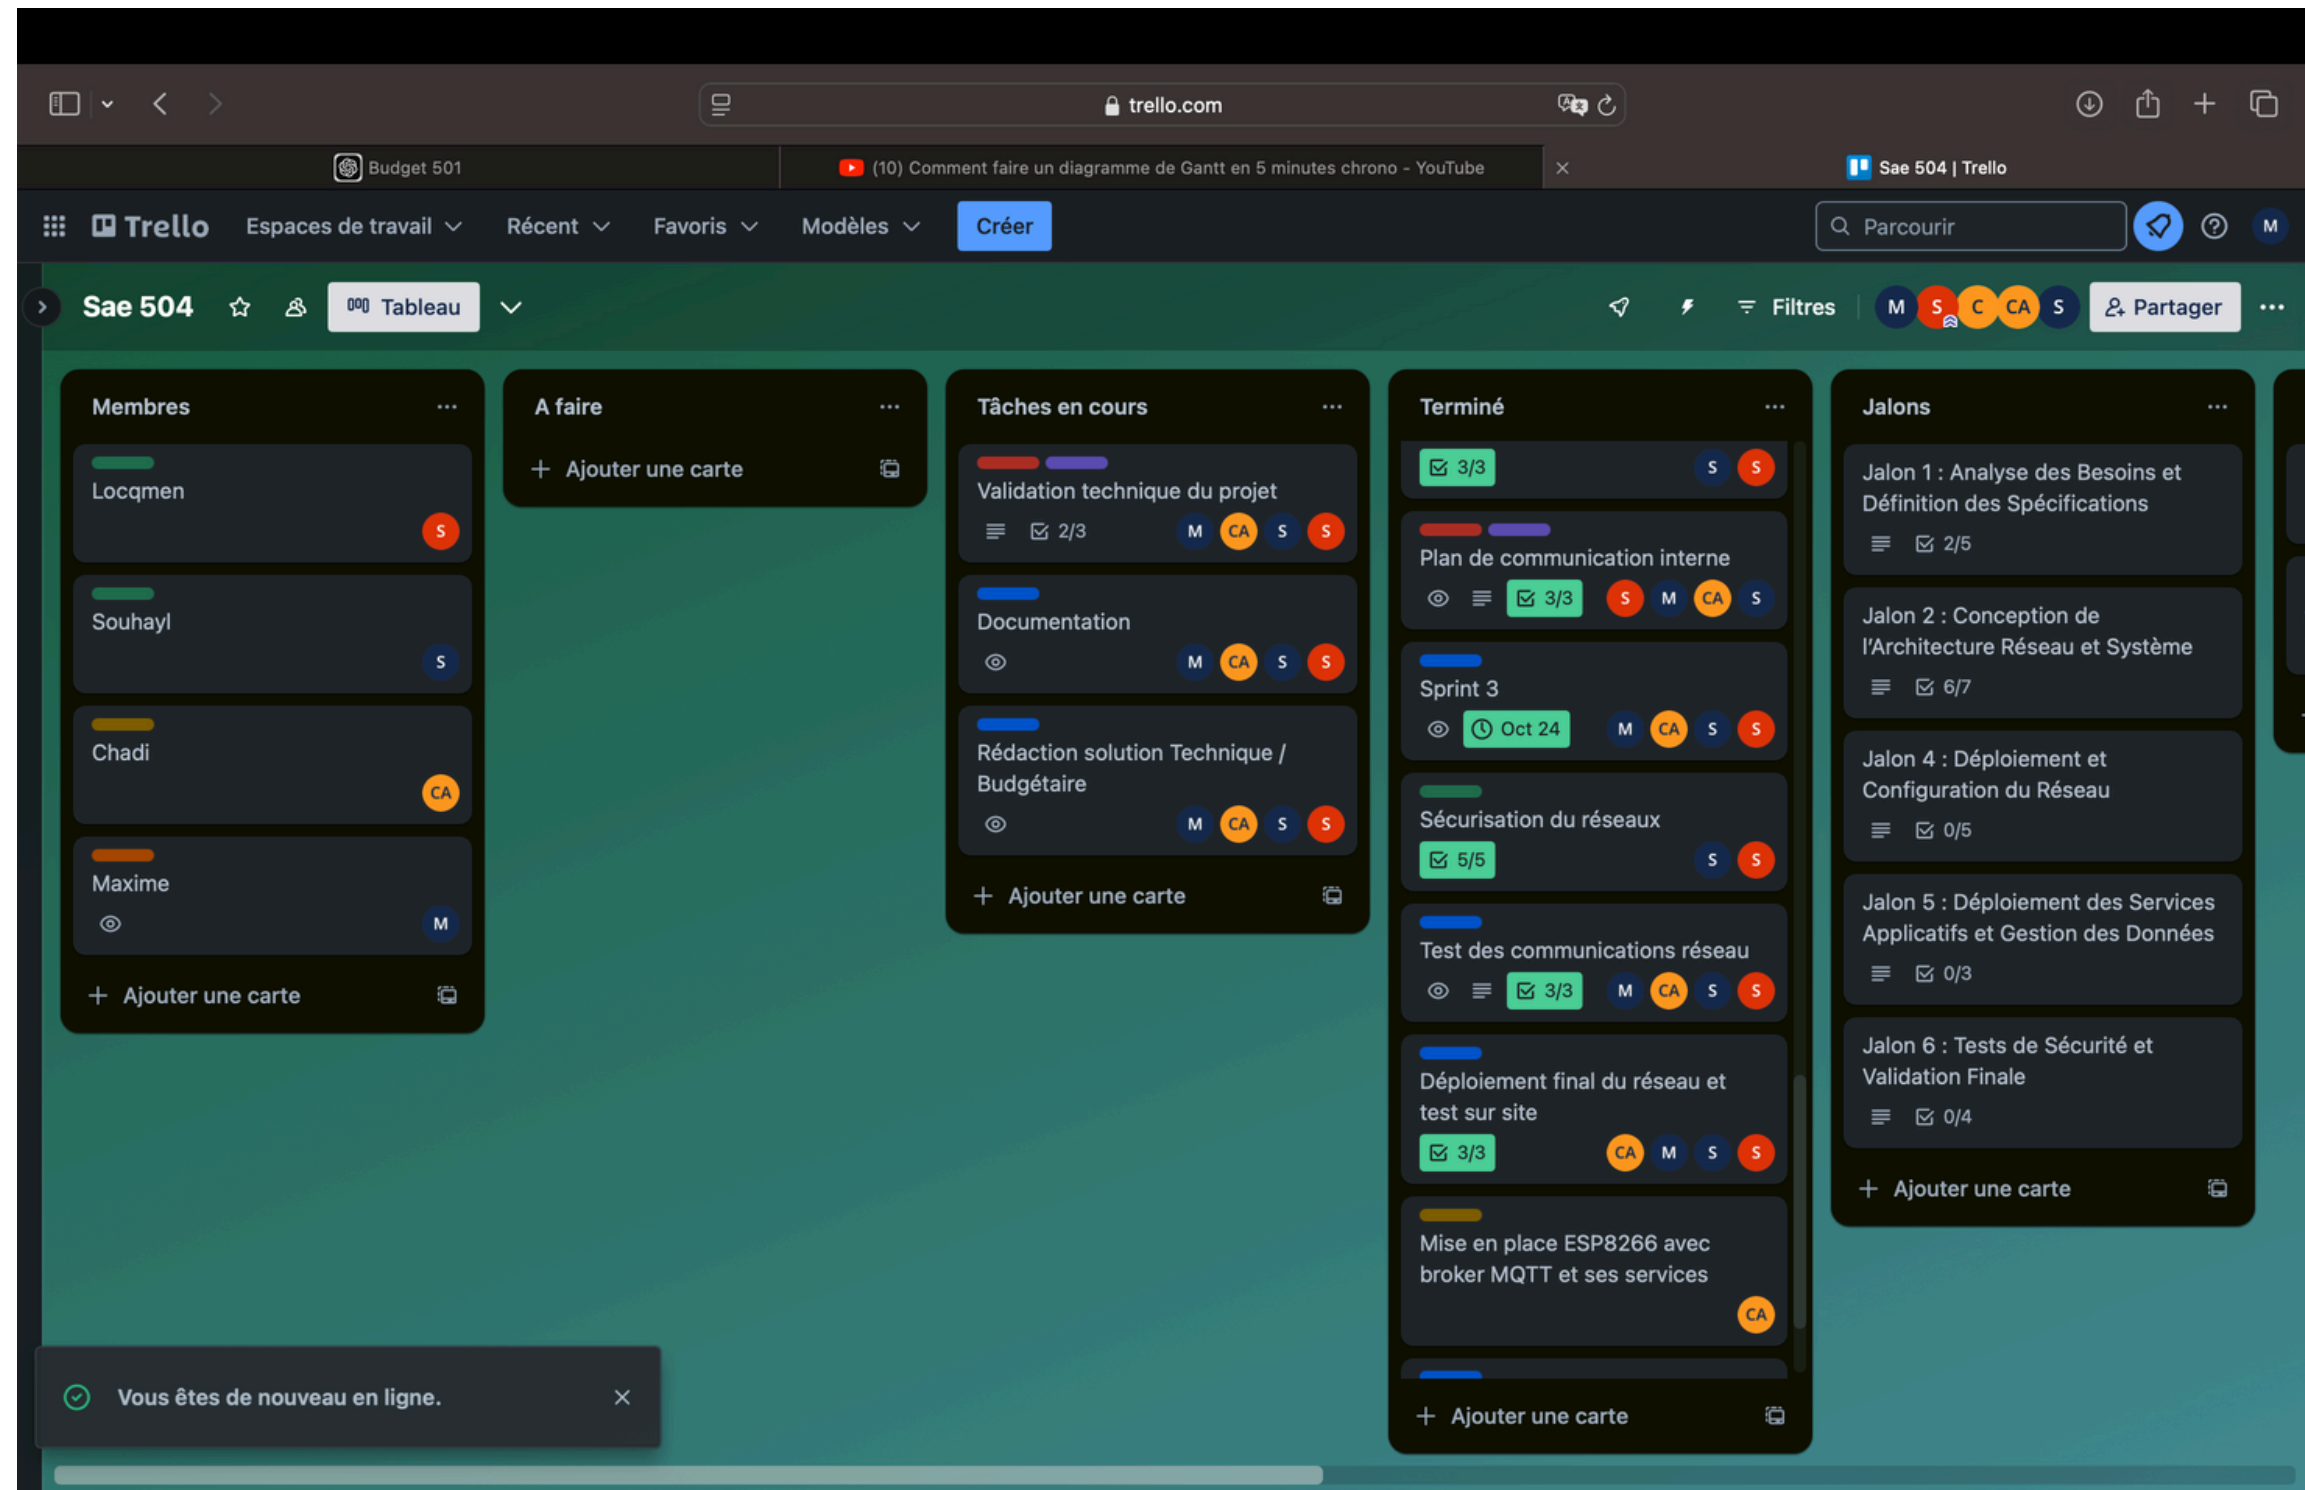 trello.com
Budget 501
(10) Comment faire un diagramme de Gantt en 5 minutes chrono - YouTube
Sae 504 | Trello
Trello
Espaces de travail
Récent
Favoris
Modèles
Créer
Parcourir
M
Sae 504
Tableau
Filtres
M S C CA S
Partager
Membres
Locqmen
S
Souhayl
S
Chadi
CA
Maxime
M
+ Ajouter une carte
A faire
+ Ajouter une carte
Tâches en cours
Validation technique du projet
2/3 M CA S S
Documentation
M CA S S
Rédaction solution Technique /
Budgétaire
M CA S S
+ Ajouter une carte
Terminé
3/3 S S
Plan de communication interne
3/3 S M CA S
Sprint 3
Oct 24 M CA S S
Sécurisation du réseaux
5/5 S S
Test des communications réseau
3/3 M CA S S
Déploiement final du réseau et
test sur site
3/3 CA M S S
Mise en place ESP8266 avec
broker MQTT et ses services
CA
+ Ajouter une carte
Jalons
Jalon 1 : Analyse des Besoins et
Définition des Spécifications
2/5
Jalon 2 : Conception de
l'Architecture Réseau et Système
6/7
Jalon 4 : Déploiement et
Configuration du Réseau
0/5
Jalon 5 : Déploiement des Services
Applicatifs et Gestion des Données
0/3
Jalon 6 : Tests de Sécurité et
Validation Finale
0/4
+ Ajouter une carte
Vous êtes de nouveau en ligne.